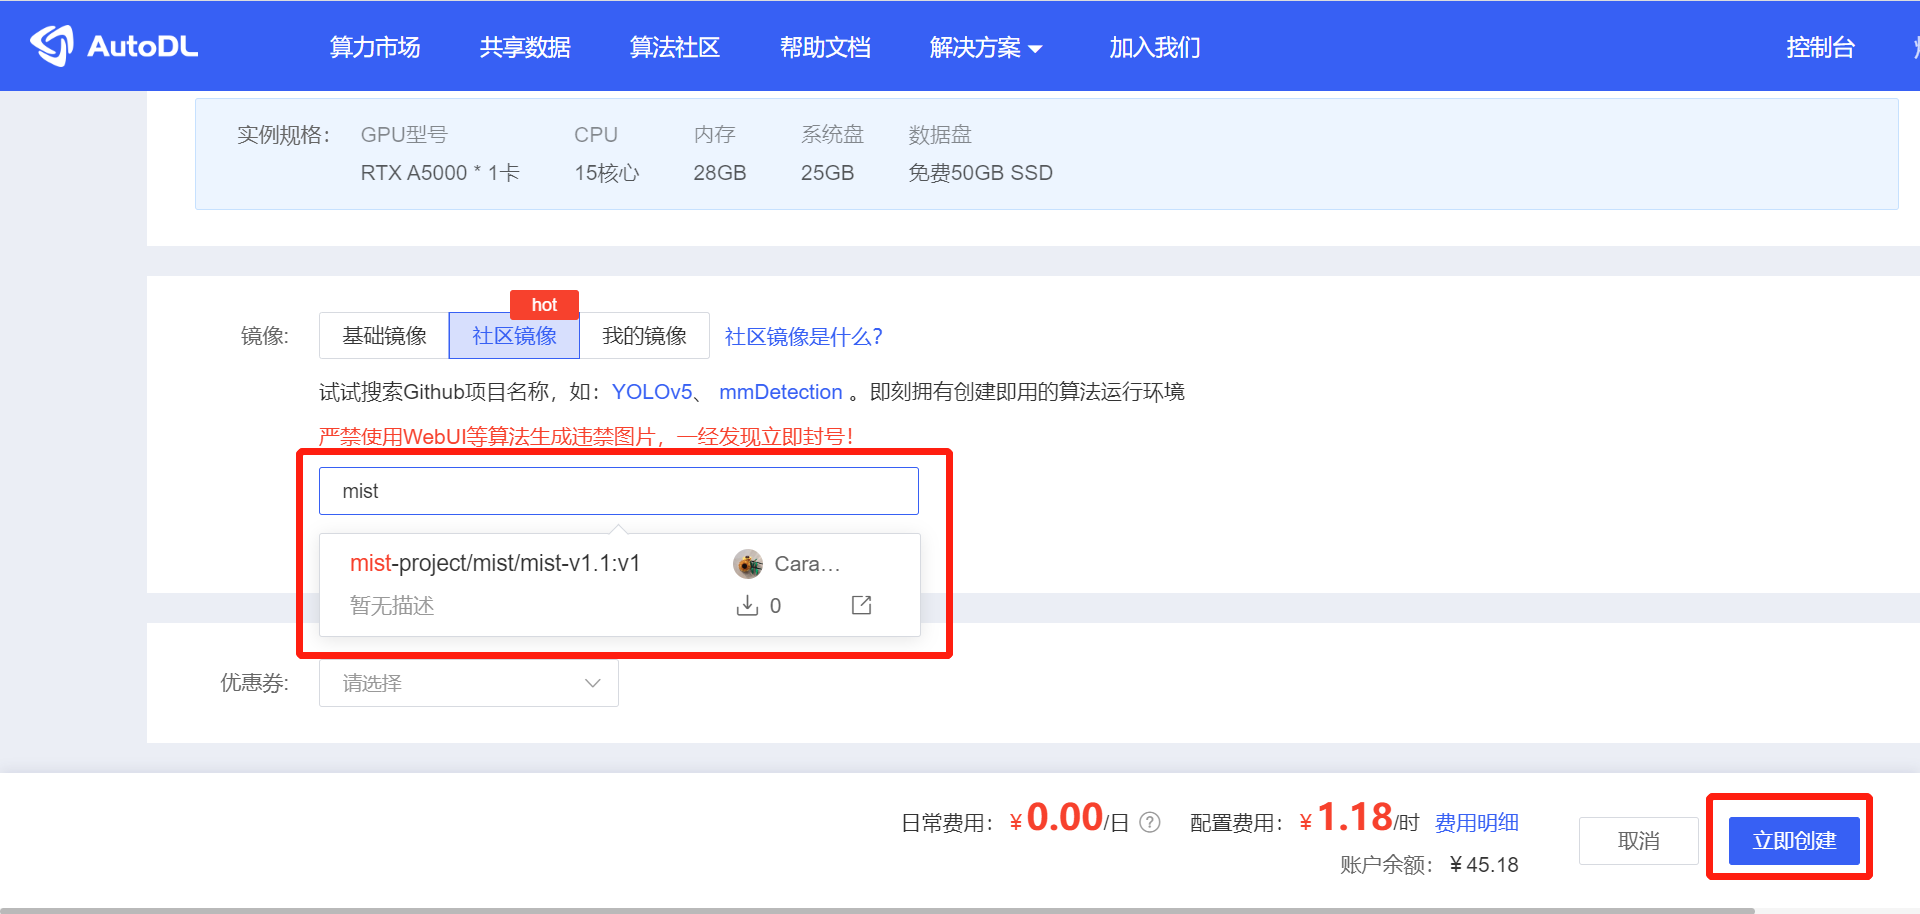 AutoDL 算力市场 共享数据 算法社区 帮助文档 解决方案 加入我们 控制台
实例规格： GPU型号 CPU 内存 系统盘 数据盘
RTX A5000 * 1卡 15核心 28GB 25GB 免费50GB SSD
hot
镜像: 基础镜像 社区镜像 我的镜像 社区镜像是什么?
试试搜索Github项目名称，如：YOLOv5、 mmDetection 。即刻拥有创建即用的算法运行环境
严禁使用WebUI等算法生成违禁图片，一经发现立即封号！
mist
mist-project/mist/mist-v1.1:v1 Cara...
暂无描述 0
优惠券: 请选择
日常费用： ¥0.00/日 ? 配置费用： ¥1.18/时 费用明细
账户余额： ¥45.18
取消 立即创建